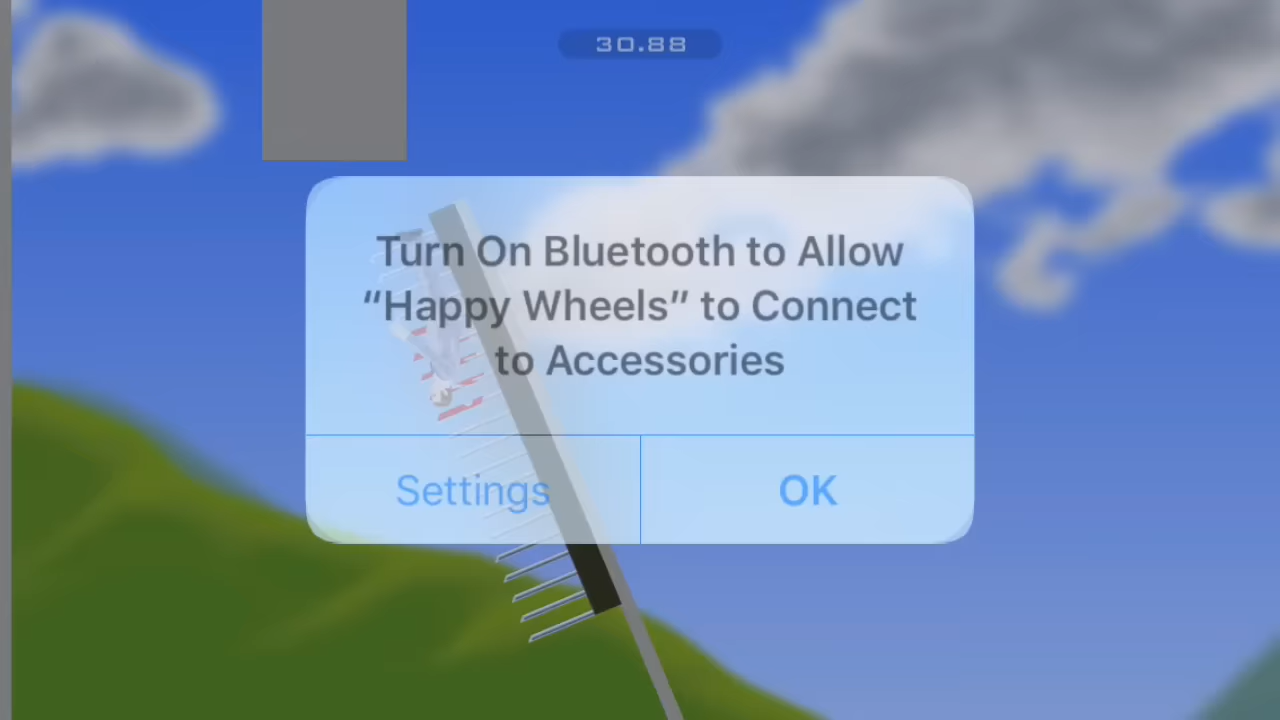 30.88
Turn On Bluetooth to Allow
“Happy Wheels” to Connect
to Accessories
Settings
OK